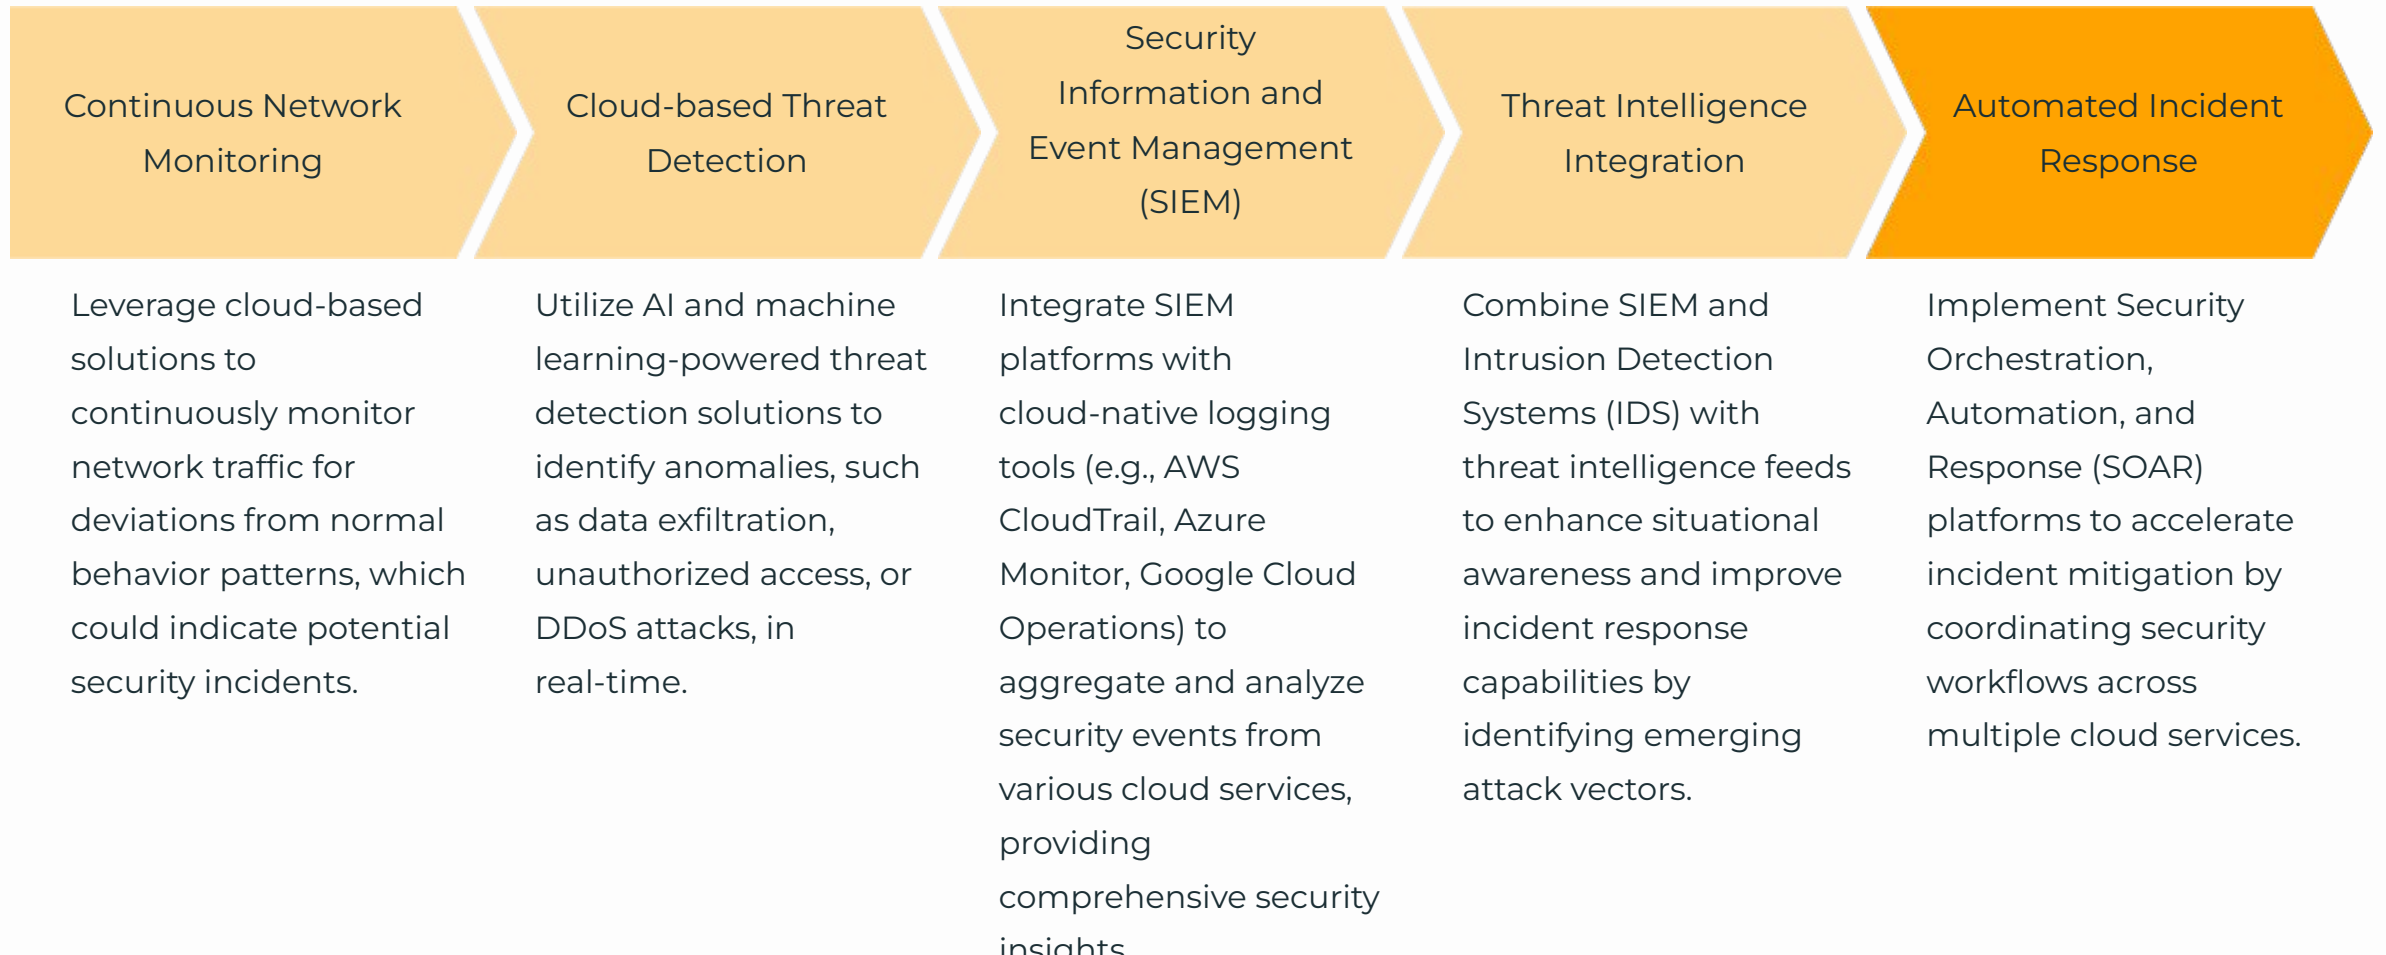 Continuous Network
Monitoring
Cloud-based Threat
Detection
Security
Information and
Event Management
(SIEM)
Threat Intelligence
Integration
Automated Incident
Response
Leverage cloud-based
solutions to
continuously monitor
network traffic for
deviations from normal
behavior patterns, which
could indicate potential
security incidents.
Utilize AI and machine
learning-powered threat
detection solutions to
identify anomalies, such
as data exfiltration,
unauthorized access, or
DDoS attacks, in
real-time.
Integrate SIEM
platforms with
cloud-native logging
tools (e.g., AWS
CloudTrail, Azure
Monitor, Google Cloud
Operations) to
aggregate and analyze
security events from
various cloud services,
providing
comprehensive security
insights
Combine SIEM and
Intrusion Detection
Systems (IDS) with
threat intelligence feeds
to enhance situational
awareness and improve
incident response
capabilities by
identifying emerging
attack vectors.
Implement Security
Orchestration,
Automation, and
Response (SOAR)
platforms to accelerate
incident mitigation by
coordinating security
workflows across
multiple cloud services.